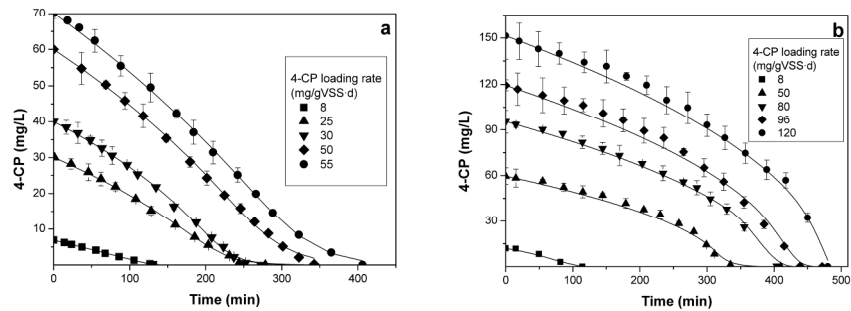 a
70
60
50
40
30
20
10
0
4-CP (mg/L)
4-CP loading rate
(mg/gVSS·d)
8
25
30
50
55
0 100 200 300 400
Time (min)
b
150
120
90
60
30
0
4-CP (mg/L)
4-CP loading rate
(mg/gVSS·d)
8
50
80
96
120
0 100 200 300 400 500
Time (min)